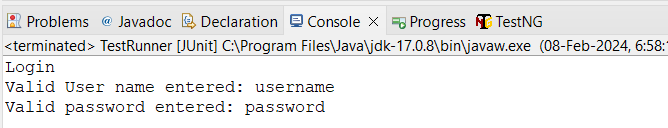 Problems @ Javadoc Declaration Console Progress TestNG
<terminated> TestRunner [JUnit] C:\Program Files\Java\jdk-17.0.8\bin\javaw.exe (08-Feb-2024, 6:58:
Login
Valid User name entered: username
Valid password entered: password